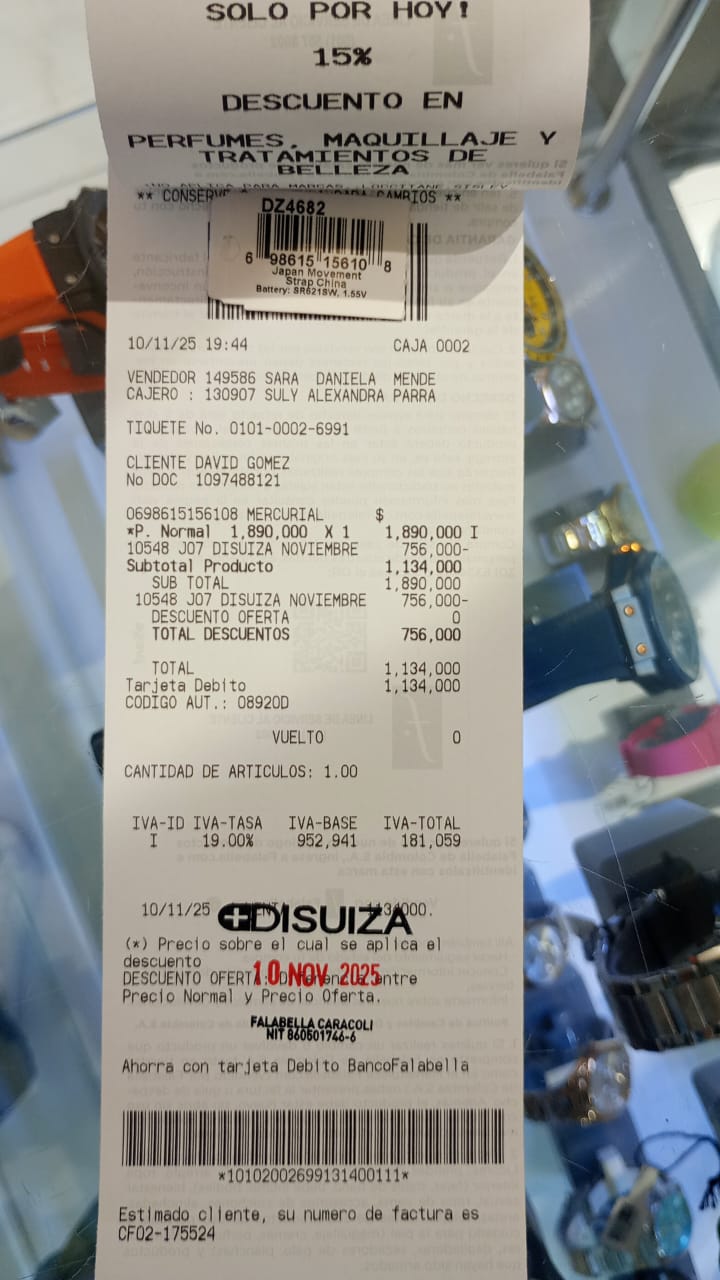 SOLO POR HOY!
15%
DESCUENTO EN
PERFUMES, MAQUILLAJE Y
TRATAMIENTOS DE
BELLEZA
** CONSERVE CAMBIOS **
DZ4682
6 98615 15610 8
Japan Movement
Strap China
Battery: SR621SW, 1.55V
10/11/25 19:44 CAJA 0002
VENDEDOR 149586 SARA DANIELA MENDE
CAJERO : 130907 SULY ALEXANDRA PARRA
TIQUETE No. 0101-0002-6991
CLIENTE DAVID GOMEZ
No DOC 1097488121
0698615156108 MERCURIAL $
*P. Normal 1,890,000 X 1 1,890,000 I
10548 J07 DISUIZA NOVIEMBRE 756,000-
Subtotal Producto 1,134,000
SUB TOTAL 1,890,000
10548 J07 DISUIZA NOVIEMBRE 756,000-
DESCUENTO OFERTA 0
TOTAL DESCUENTOS 756,000
TOTAL 1,134,000
Tarjeta Debito 1,134,000
CODIGO AUT.: 08920D
VUELTO 0
CANTIDAD DE ARTICULOS: 1.00
IVA-ID IVA-TASA IVA-BASE IVA-TOTAL
I 19.00% 952,941 181,059
10/11/25 1134000.
DISUIZA
(*) Precio sobre el cual se aplica el
descuento
DESCUENTO OFERTA: Diferencia entre
10 NOV 2025
Precio Normal y Precio Oferta.
FALABELLA CARACOLI
NIT 860501746-6
Ahorra con tarjeta Debito BancoFalabella
*10102002699131400111*
Estimado cliente, su numero de factura es
CF02-175524